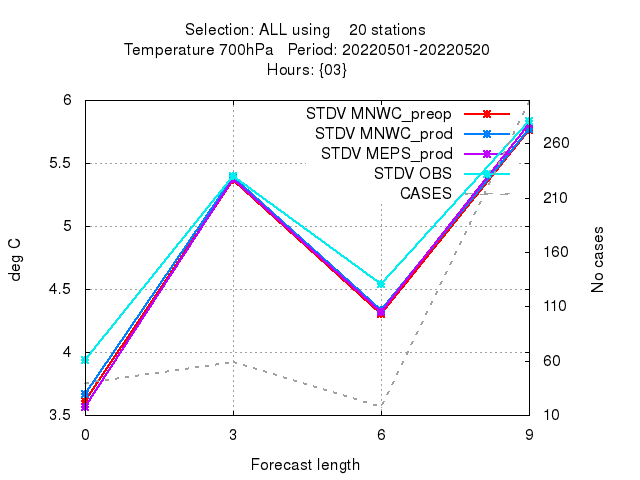 Selection: ALL using 20 stations
Temperature 700hPa Period: 20220501-20220520
Hours: {03}
STDV MNWC_preop
STDV MNWC_prod
STDV MEPS_prod
STDV OBS
CASES
6
5.5
5
4.5
4
3.5
deg C
260
210
160
110
60
10
No cases
0 3 6 9
Forecast length